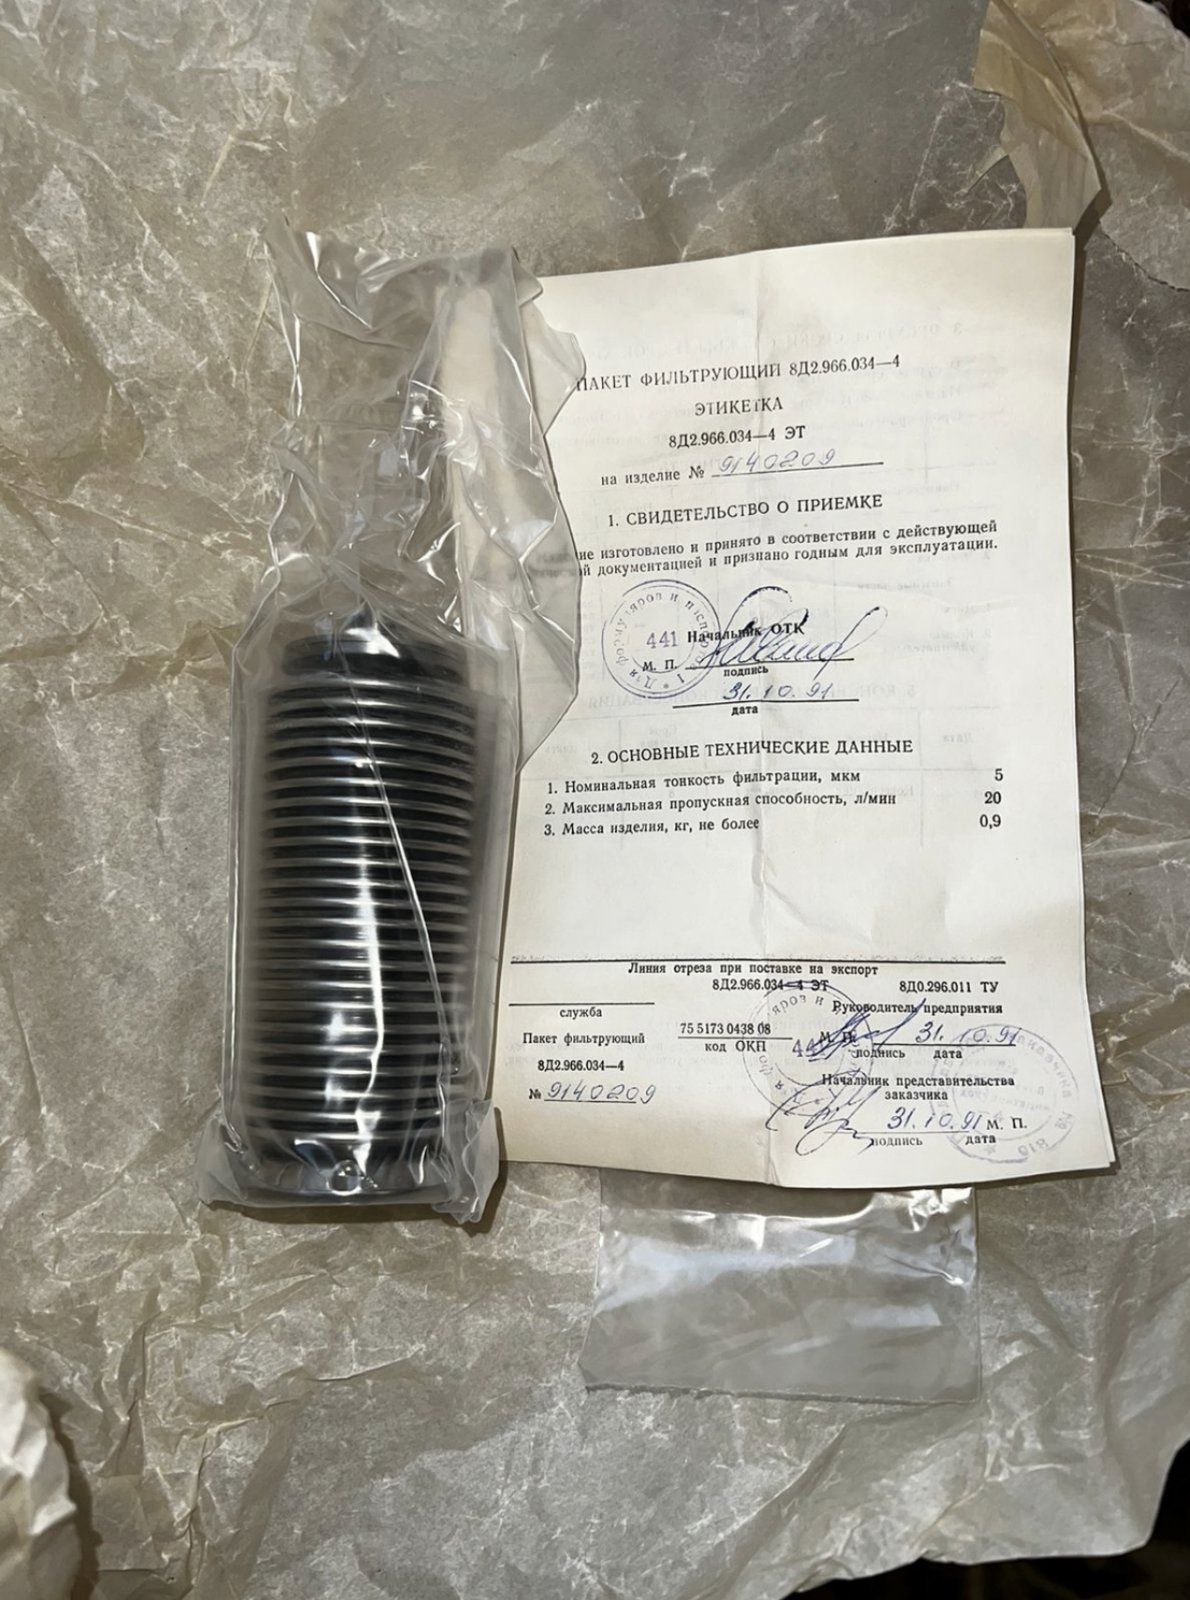 ПАКЕТ ФИЛЬТРУЮЩИЙ 8Д2.966.034—4
ЭТИКЕТКА
8Д2.966.034—4 ЭТ
на изделие № 9140209
1. СВИДЕТЕЛЬСТВО О ПРИЕМКЕ
ие изготовлено и принято в соответствии с действующей
й документацией и признано годным для эксплуатации.
441 Начальник ОТК
М. П.
подпись
31.10.91
дата
2. ОСНОВНЫЕ ТЕХНИЧЕСКИЕ ДАННЫЕ
1. Номинальная тонкость фильтрации, мкм 5
2. Максимальная пропускная способность, л/мин 20
3. Масса изделия, кг, не более 0,9
Линия отреза при поставке на экспорт
8Д2.966.034—4 ЭТ 8Д0.296.011 ТУ
служба
Руководитель предприятия
Пакет фильтрующий
75 5173 0438 08
код ОКП
441
М. П. 31.10.91
подпись дата
8Д2.966.034—4
№ 9140209
Начальник представительства
заказчика
31.10.91 М. П.
подпись дата